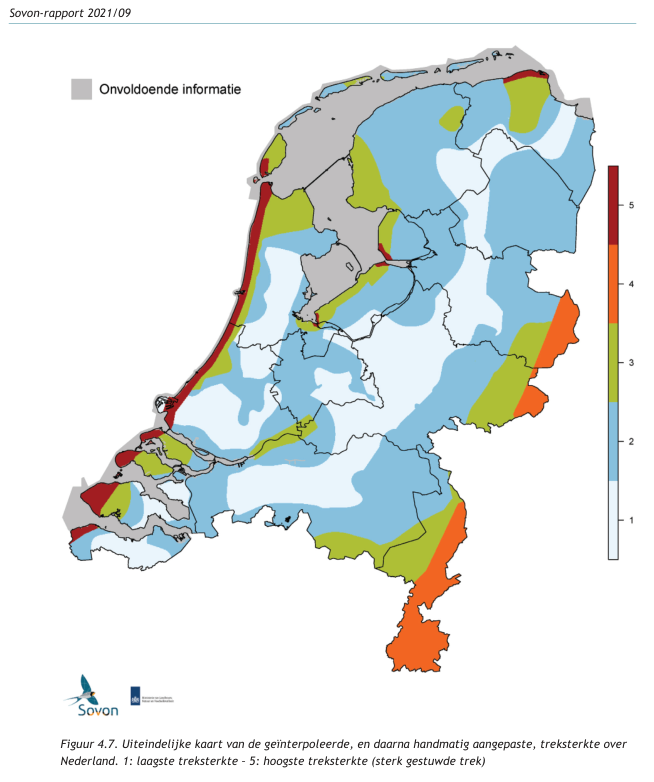 Sovon-rapport 2021/09
Onvoldoende informatie
5
4
3
2
1
Sovon
Figuur 4.7. Uiteindelijke kaart van de geïnterpoleerde, en daarna handmatig aangepaste, treksterkte over
Nederland. 1: laagste treksterkte – 5: hoogste treksterkte (sterk gestuwde trek)